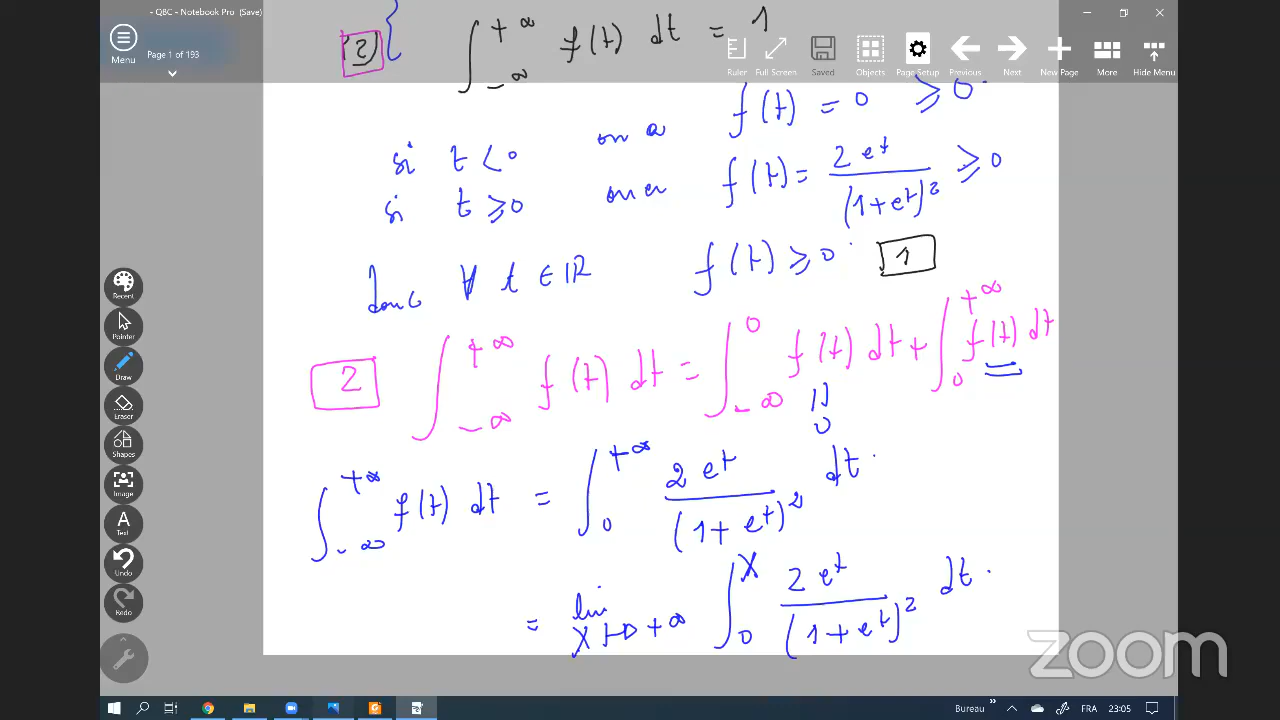 - QBC - Notebook Pro (Save)
Menu
Page 1 of 193
Ruler Full Screen Saved Objects Page Setup Previous Next New Page More Hide Menu
(2) { ∫_{-∞}^{+∞} f(t) dt = 1
si t < 0 on a f(t) = 0 ≥ 0.
si t ≥ 0 on a f(t) = 2e^t / (1+e^t)^2 ≥ 0
donc ∀ t ∈ ℝ f(t) ≥ 0. 1
2 ∫_{-∞}^{+∞} f(t) dt = ∫_{-∞}^{0} f(t) dt + ∫_{0}^{+∞} f(t) dt
0
∫_{-∞}^{+∞} f(t) dt = ∫_{0}^{+∞} 2e^t / (1+e^t)^2 dt.
= lim X→+∞ ∫_{0}^{X} 2e^t / (1+e^t)^2 dt.
Recent
Pointer
Draw
Eraser
Shapes
Image
Text
Undo
Redo
zoom
Bureau » FR 23:05